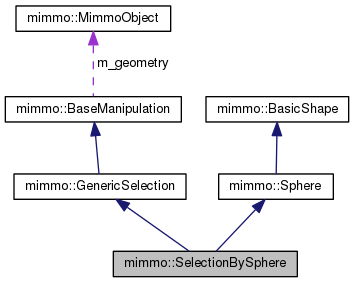 mimmo::MimmoObject
m_geometry
mimmo::BaseManipulation
mimmo::BasicShape
mimmo::GenericSelection
mimmo::Sphere
mimmo::SelectionBySphere